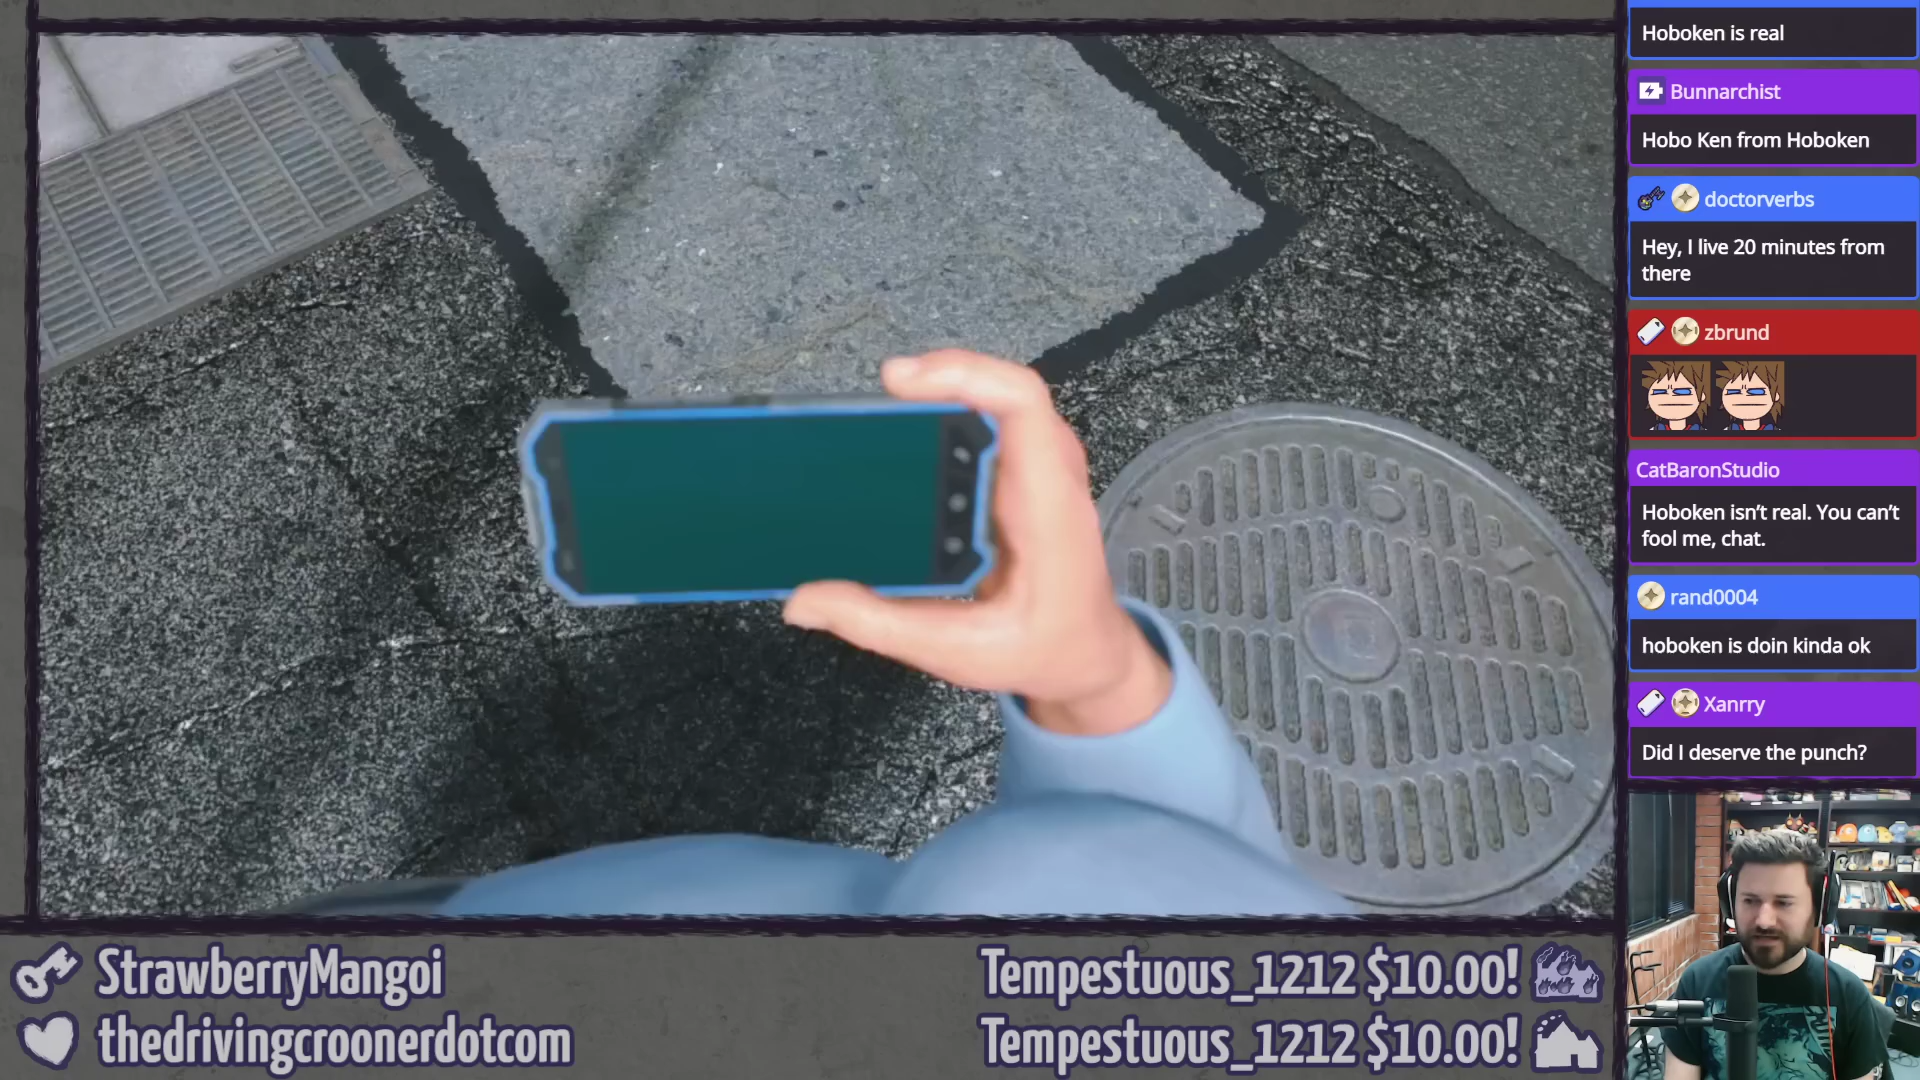 Hoboken is real
Bunnarchist
Hobo Ken from Hoboken
doctorverbs
Hey, I live 20 minutes from
there
zbrund
CatBaronStudio
Hoboken isn't real. You can't
fool me, chat.
rand0004
hoboken is doin kinda ok
Xanrry
Did I deserve the punch?
StrawberryMangoi
thedrivingcroonerdotcom
Tempestuous_1212 $10.00!
Tempestuous_1212 $10.00!